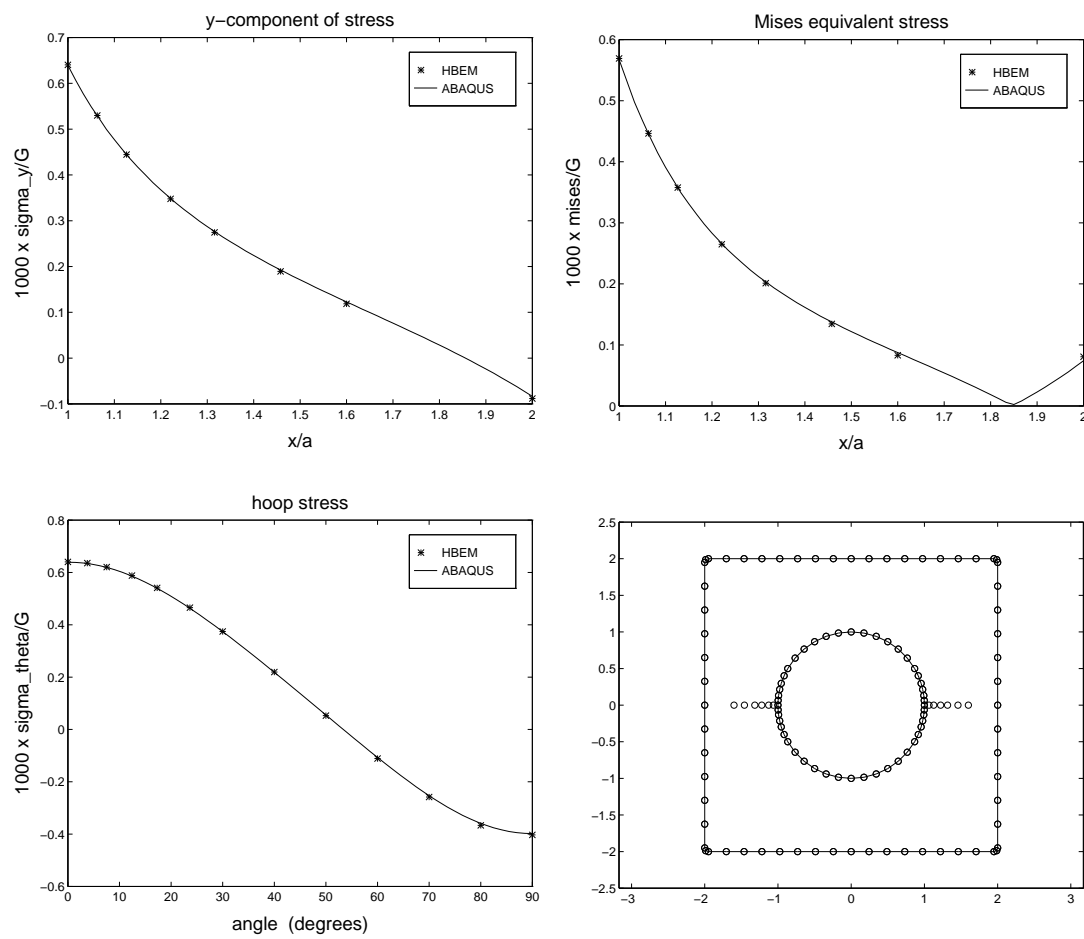 y−component of stress
0.7
0.6
0.5
0.4
0.3
0.2
0.1
0
−0.1
1000 x sigma_y/G
HBEM
ABAQUS
1 1.1 1.2 1.3 1.4 1.5 1.6 1.7 1.8 1.9 2
x/a
Mises equivalent stress
0.6
0.5
0.4
0.3
0.2
0.1
0
1000 x mises/G
HBEM
ABAQUS
1 1.1 1.2 1.3 1.4 1.5 1.6 1.7 1.8 1.9 2
x/a
hoop stress
0.8
0.6
0.4
0.2
0
−0.2
−0.4
−0.6
1000 x sigma_theta/G
HBEM
ABAQUS
0 10 20 30 40 50 60 70 80 90
angle (degrees)
2.5
2
1.5
1
0.5
0
−0.5
−1
−1.5
−2
−2.5
−3 −2 −1 0 1 2 3